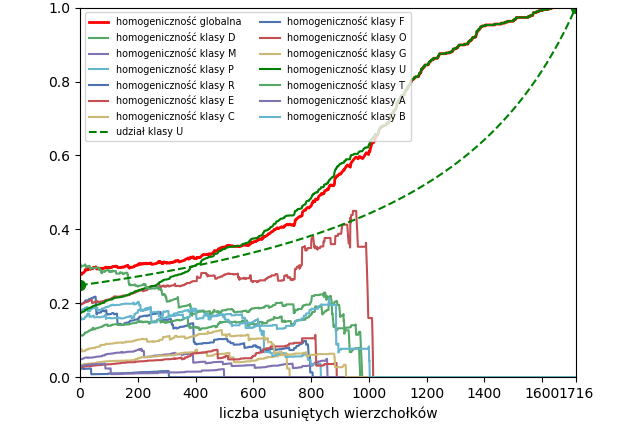 1.0
0.8
0.6
0.4
0.2
0.0
homogeniczność globalna
homogeniczność klasy D
homogeniczność klasy M
homogeniczność klasy P
homogeniczność klasy R
homogeniczność klasy E
homogeniczność klasy C
udział klasy U
homogeniczność klasy F
homogeniczność klasy O
homogeniczność klasy G
homogeniczność klasy U
homogeniczność klasy T
homogeniczność klasy A
homogeniczność klasy B
0 200 400 600 800 1000 1200 1400 1600 1716
liczba usuniętych wierzchołków